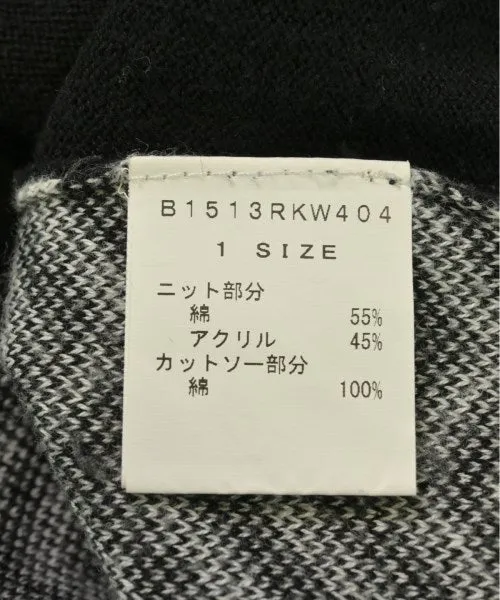 B1513RKW404
1 SIZE
ニット部分
綿 55%
アクリル 45%
カットソー部分
綿 100%